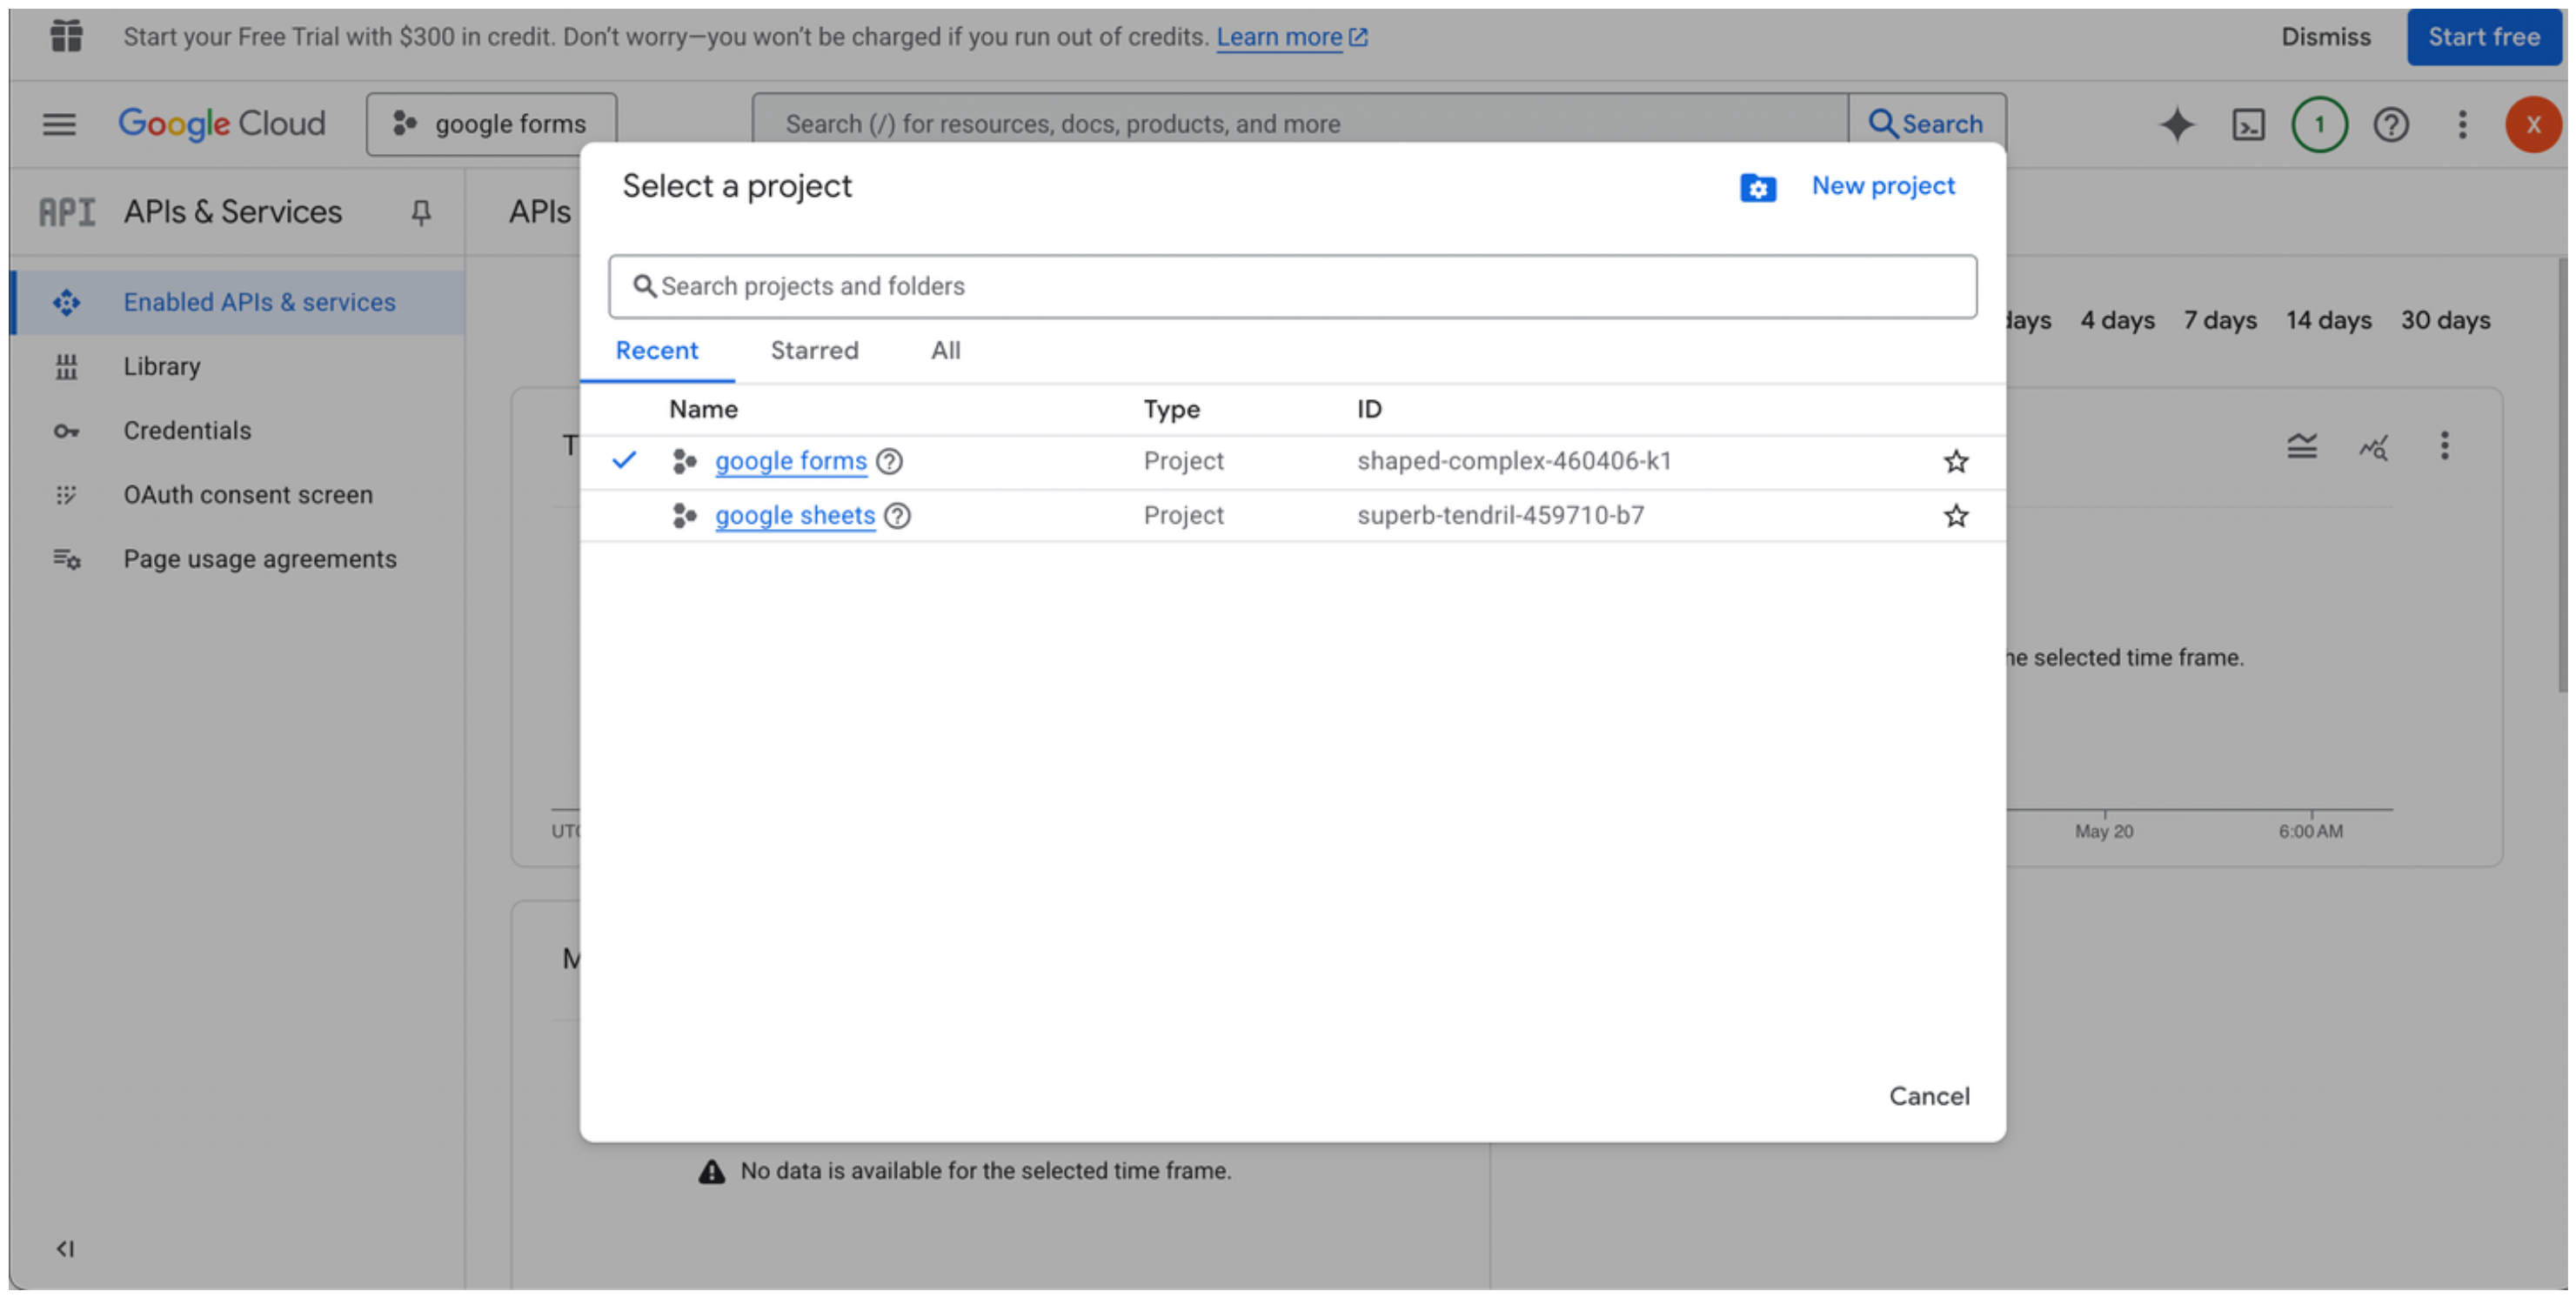 Start your Free Trial with $300 in credit. Don't worry—you won't be charged if you run out of credits. Learn more
Dismiss
Start free
Google Cloud
google forms
Search (/) for resources, docs, products, and more
Search
1
X
API
APIs & Services
APIs
Select a project
New project
Search projects and folders
Enabled APIs & services
Library
Credentials
OAuth consent screen
Page usage agreements
Recent
Starred
All
4 days
7 days
14 days
30 days
Name Type ID
google forms Project shaped-complex-460406-k1
google sheets Project superb-tendril-459710-b7
selected time frame.
May 20
6:00 AM
Cancel
No data is available for the selected time frame.